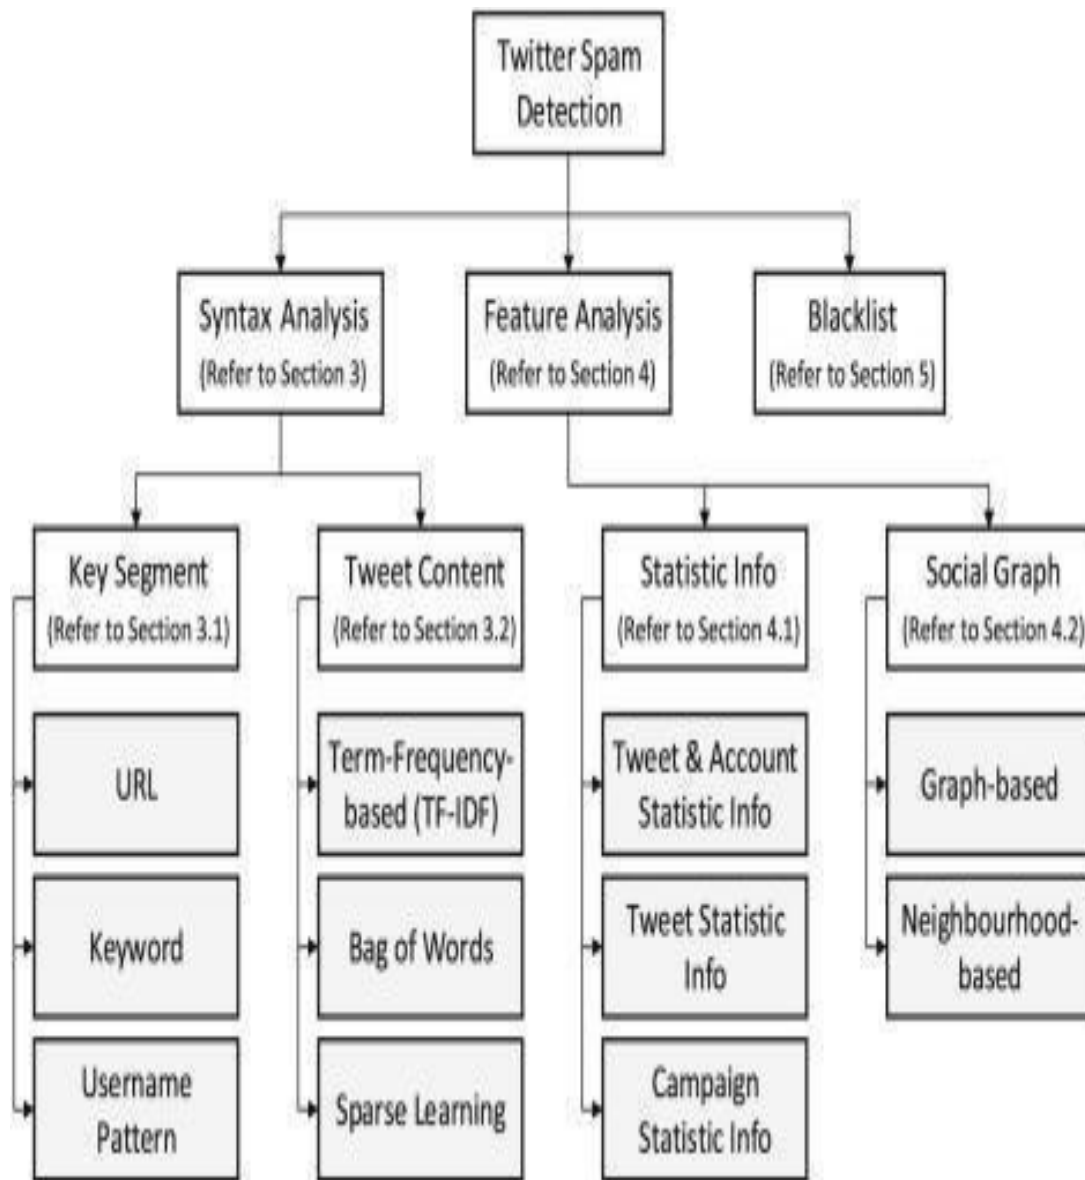 Twitter Spam
Detection
Syntax Analysis
(Refer to Section 3)
Feature Analysis
(Refer to Section 4)
Blacklist
(Refer to Section 5)
Key Segment
(Refer to Section 3.1)
Tweet Content
(Refer to Section 3.2)
Statistic Info
(Refer to Section 4.1)
Social Graph
(Refer to Section 4.2)
URL
Term-Frequency-
based (TF-IDF)
Tweet & Account
Statistic Info
Graph-based
Keyword
Bag of Words
Tweet Statistic
Info
Neighbourhood-
based
Username
Pattern
Sparse Learning
Campaign
Statistic Info